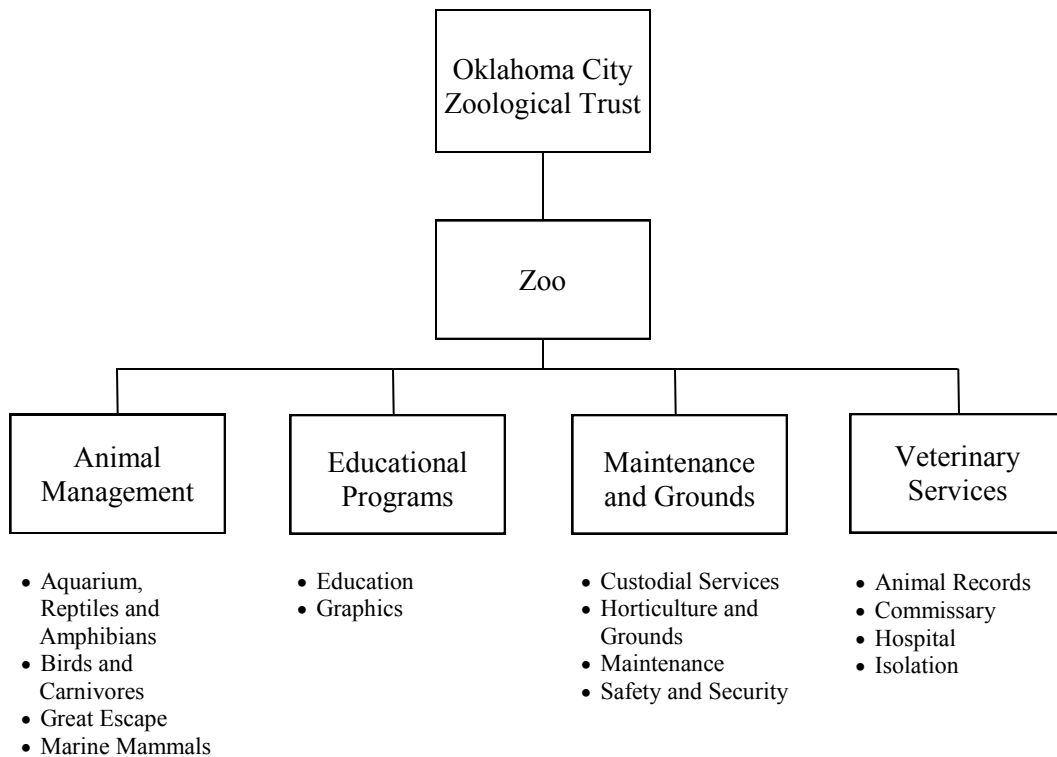 Oklahoma City
Zoological Trust
Zoo
Animal
Management
Educational
Programs
Maintenance
and Grounds
Veterinary
Services
• Aquarium,
Reptiles and
Amphibians
• Birds and
Carnivores
• Great Escape
• Marine Mammals
• Education
• Graphics
• Custodial Services
• Horticulture and
Grounds
• Maintenance
• Safety and Security
• Animal Records
• Commissary
• Hospital
• Isolation